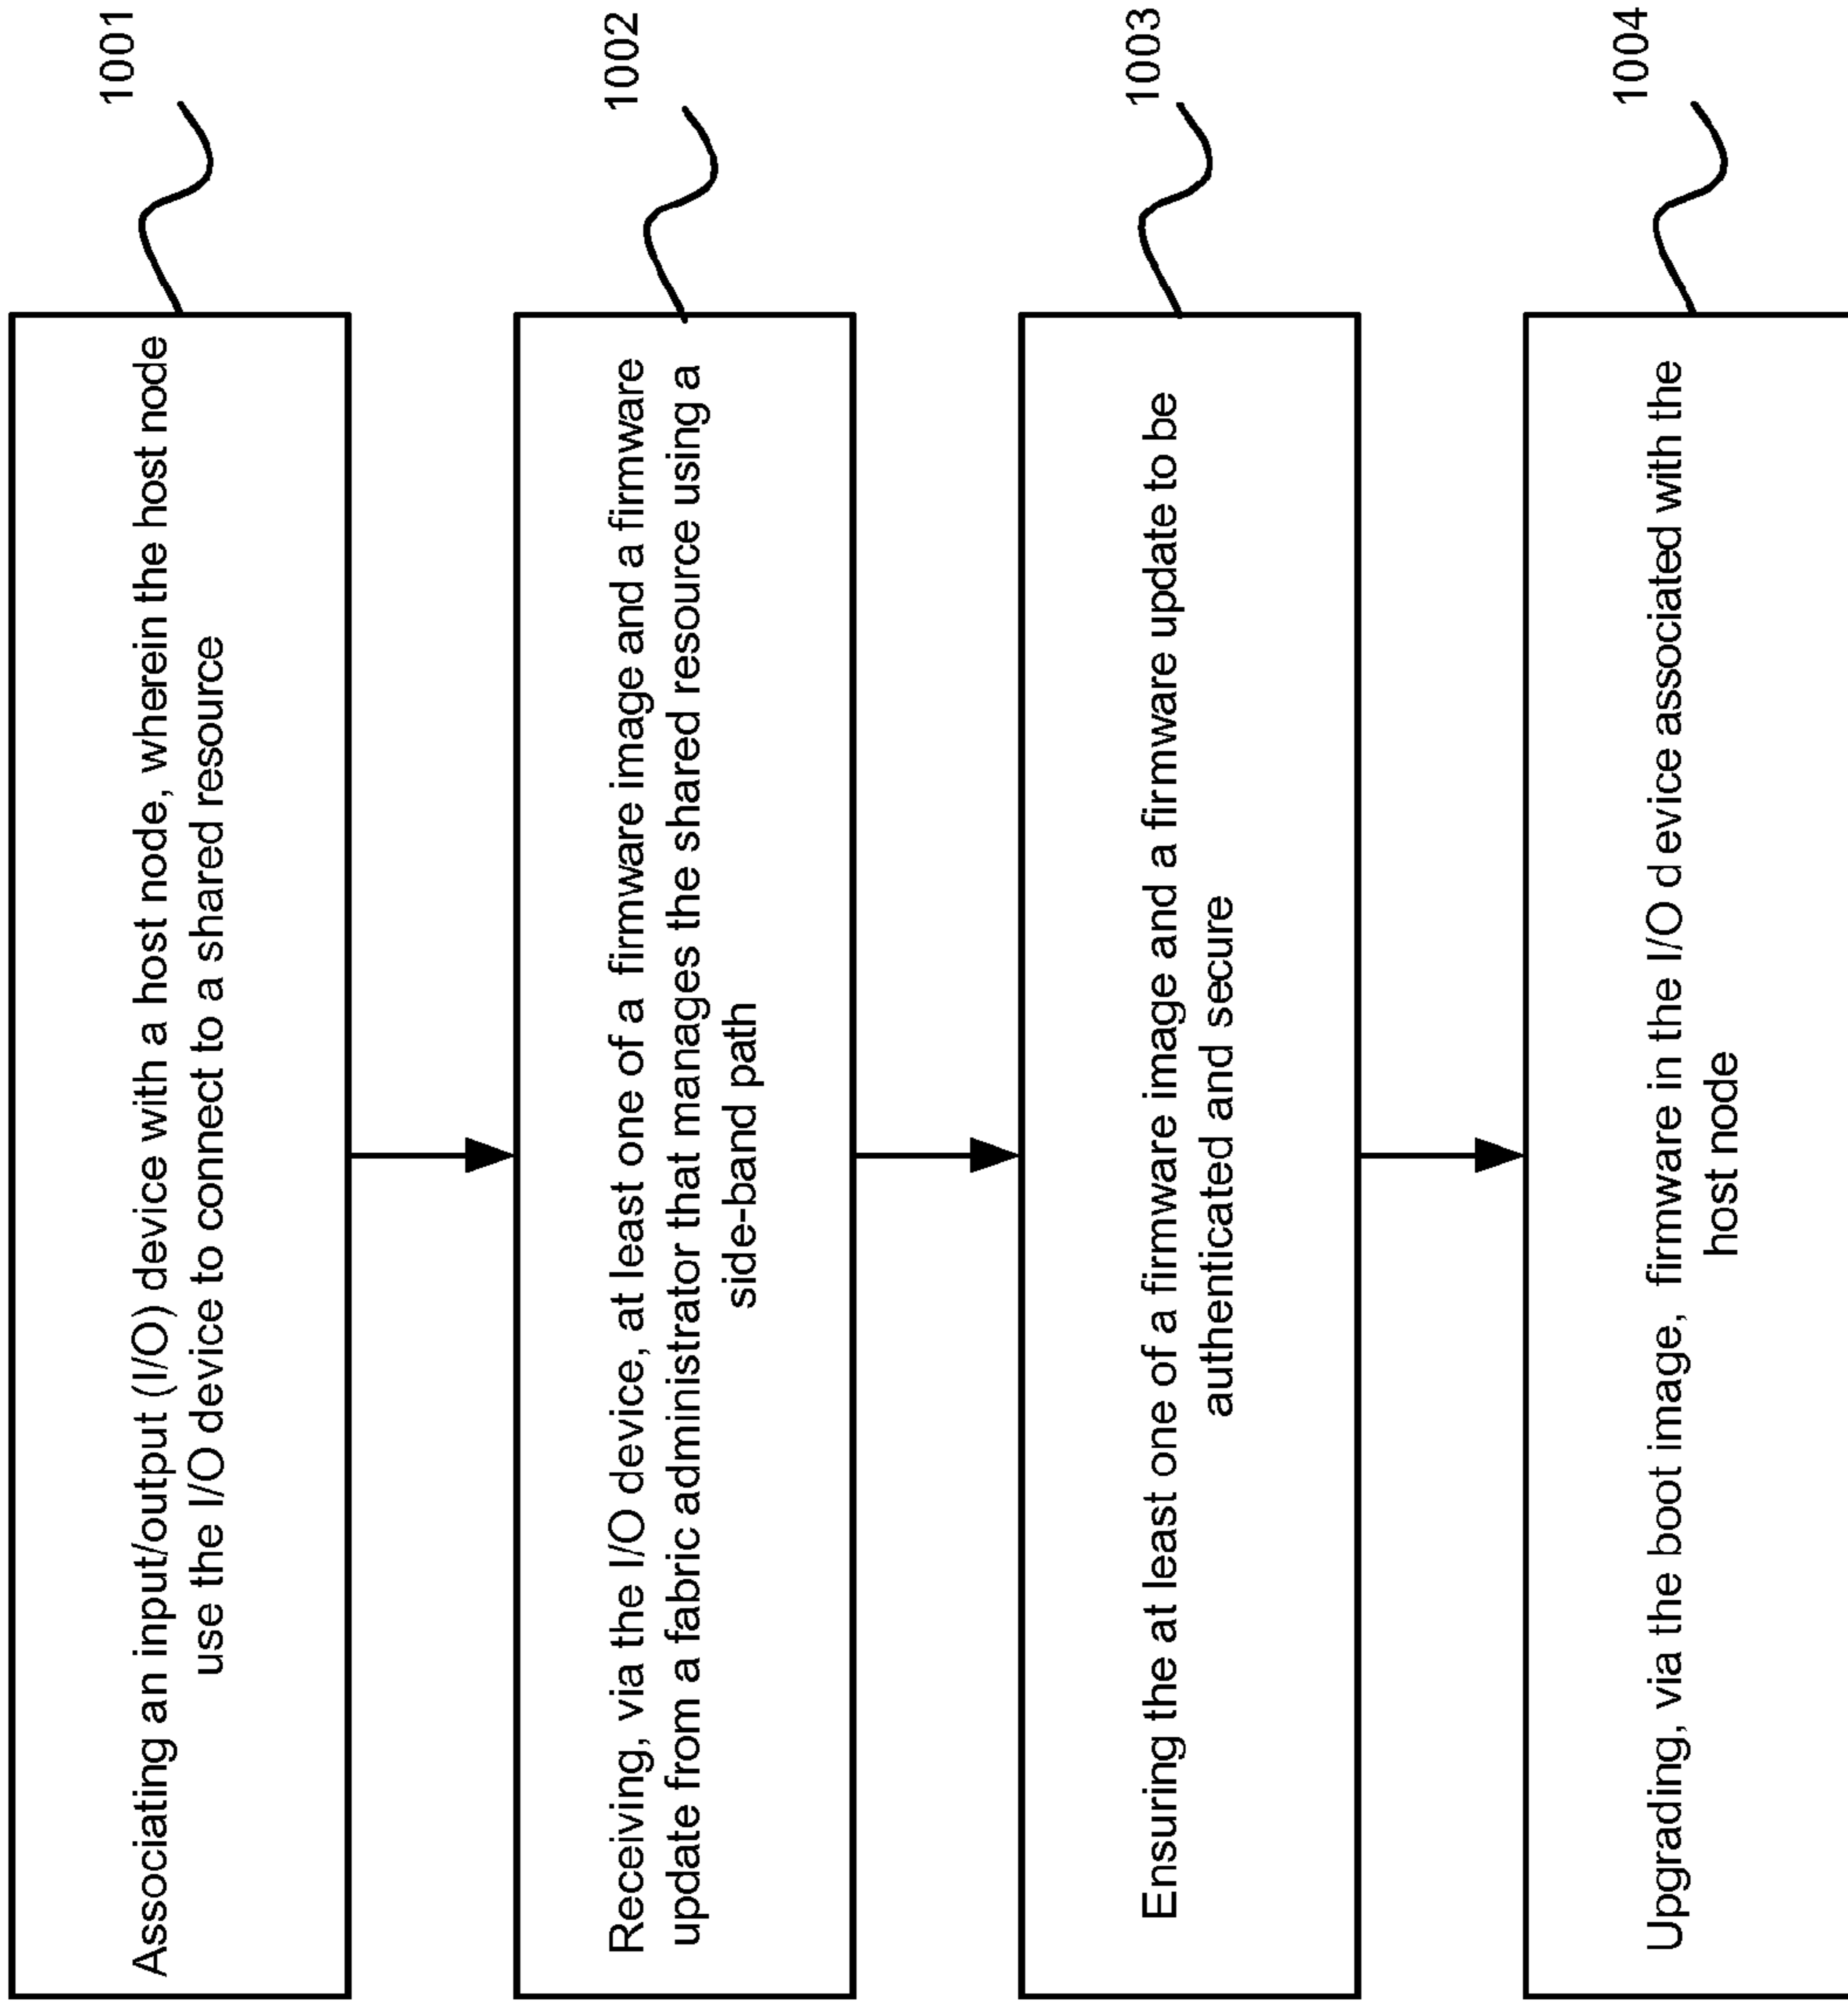 Associating an input/output (I/O) device with a host node, wherein the host node
use the I/O device to connect to a shared resource
1001
Receiving, via the I/O device, at least one of a firmware image and a firmware
update from a fabric administrator that manages the shared resource using a
side-band path
1002
Ensuring the at least one of a firmware image and a firmware update to be
authenticated and secure
1003
Upgrading, via the boot image, firmware in the I/O device associated with the
host node
1004